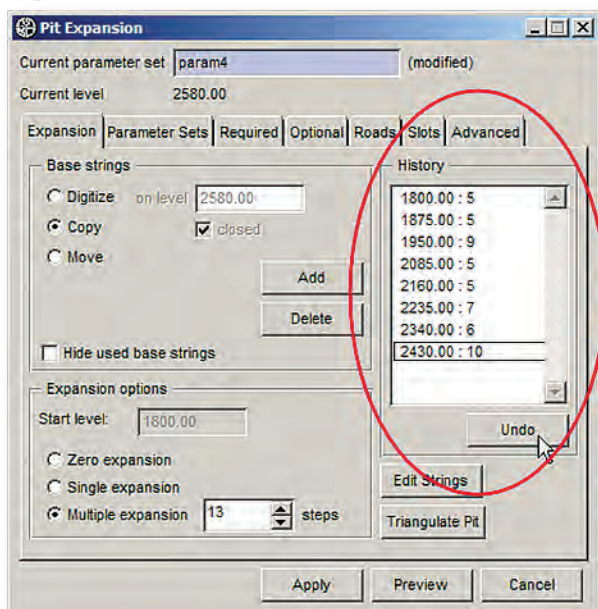 Pit Expansion
Current parameter set param4 (modified)
Current level 2580.00
Expansion Parameter Sets Required Optional Roads Slots Advanced
Base strings
Digitize on level 2580.00
Copy closed
Move
Add
Delete
Hide used base strings
Expansion options
Start level: 1800.00
Zero expansion
Single expansion
Multiple expansion 13 steps
History
1800.00 : 5
1875.00 : 5
1950.00 : 9
2085.00 : 5
2160.00 : 5
2235.00 : 7
2340.00 : 6
2430.00 : 10
Undo
Edit Strings
Triangulate Pit
Apply Preview Cancel